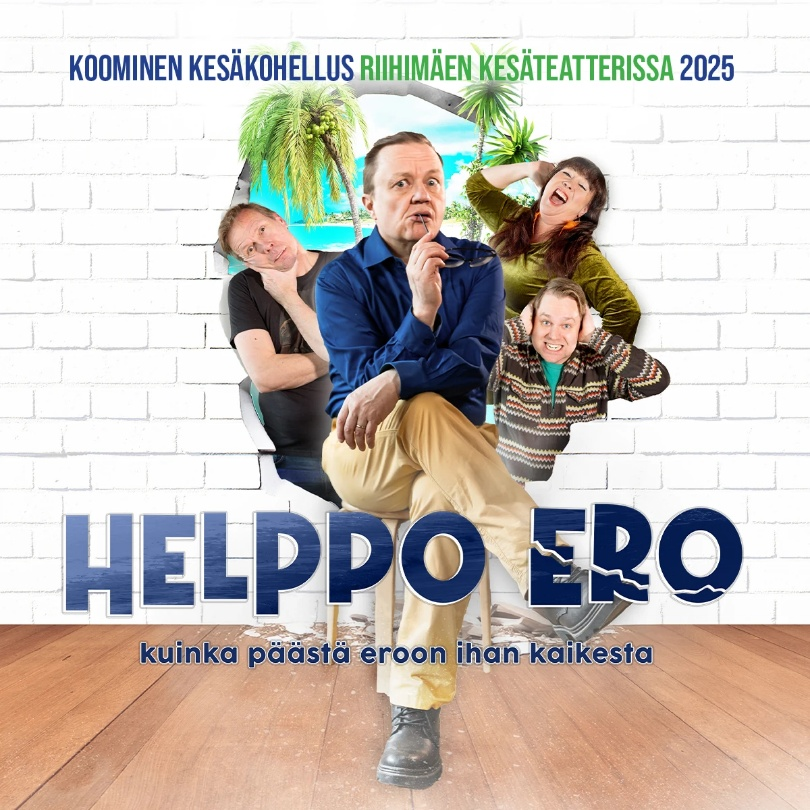 KOOMINEN KESÄKOHELLUS RIIHIMÄEN KESÄTEATTERISSA 2025
HELPPO ERO
kuinka päästä eroon ihan kaikesta